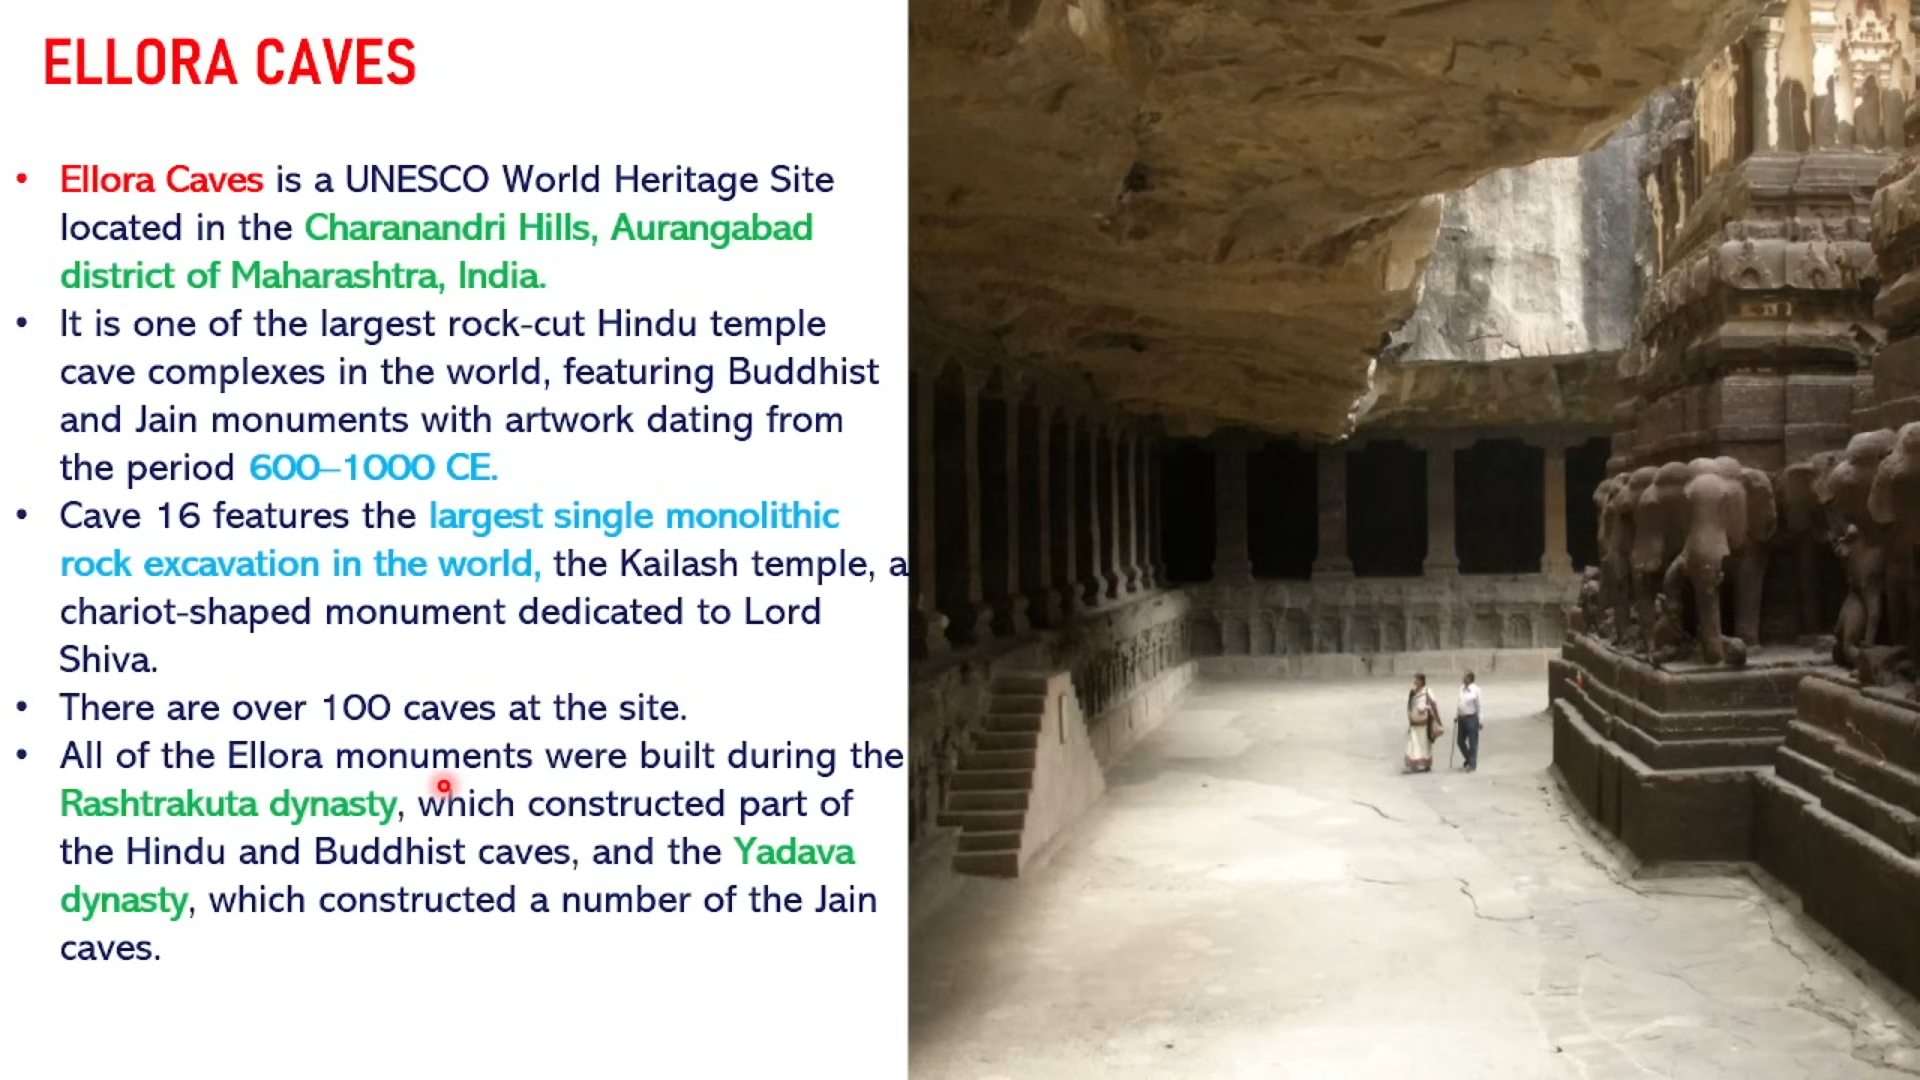 ELLORA CAVES
• Ellora Caves is a UNESCO World Heritage Site
located in the Charanandri Hills, Aurangabad
district of Maharashtra, India.
• It is one of the largest rock-cut Hindu temple
cave complexes in the world, featuring Buddhist
and Jain monuments with artwork dating from
the period 600–1000 CE.
• Cave 16 features the largest single monolithic
rock excavation in the world, the Kailash temple, a
chariot-shaped monument dedicated to Lord
Shiva.
• There are over 100 caves at the site.
• All of the Ellora monuments were built during the
Rashtrakuta dynasty, which constructed part of
the Hindu and Buddhist caves, and the Yadava
dynasty, which constructed a number of the Jain
caves.